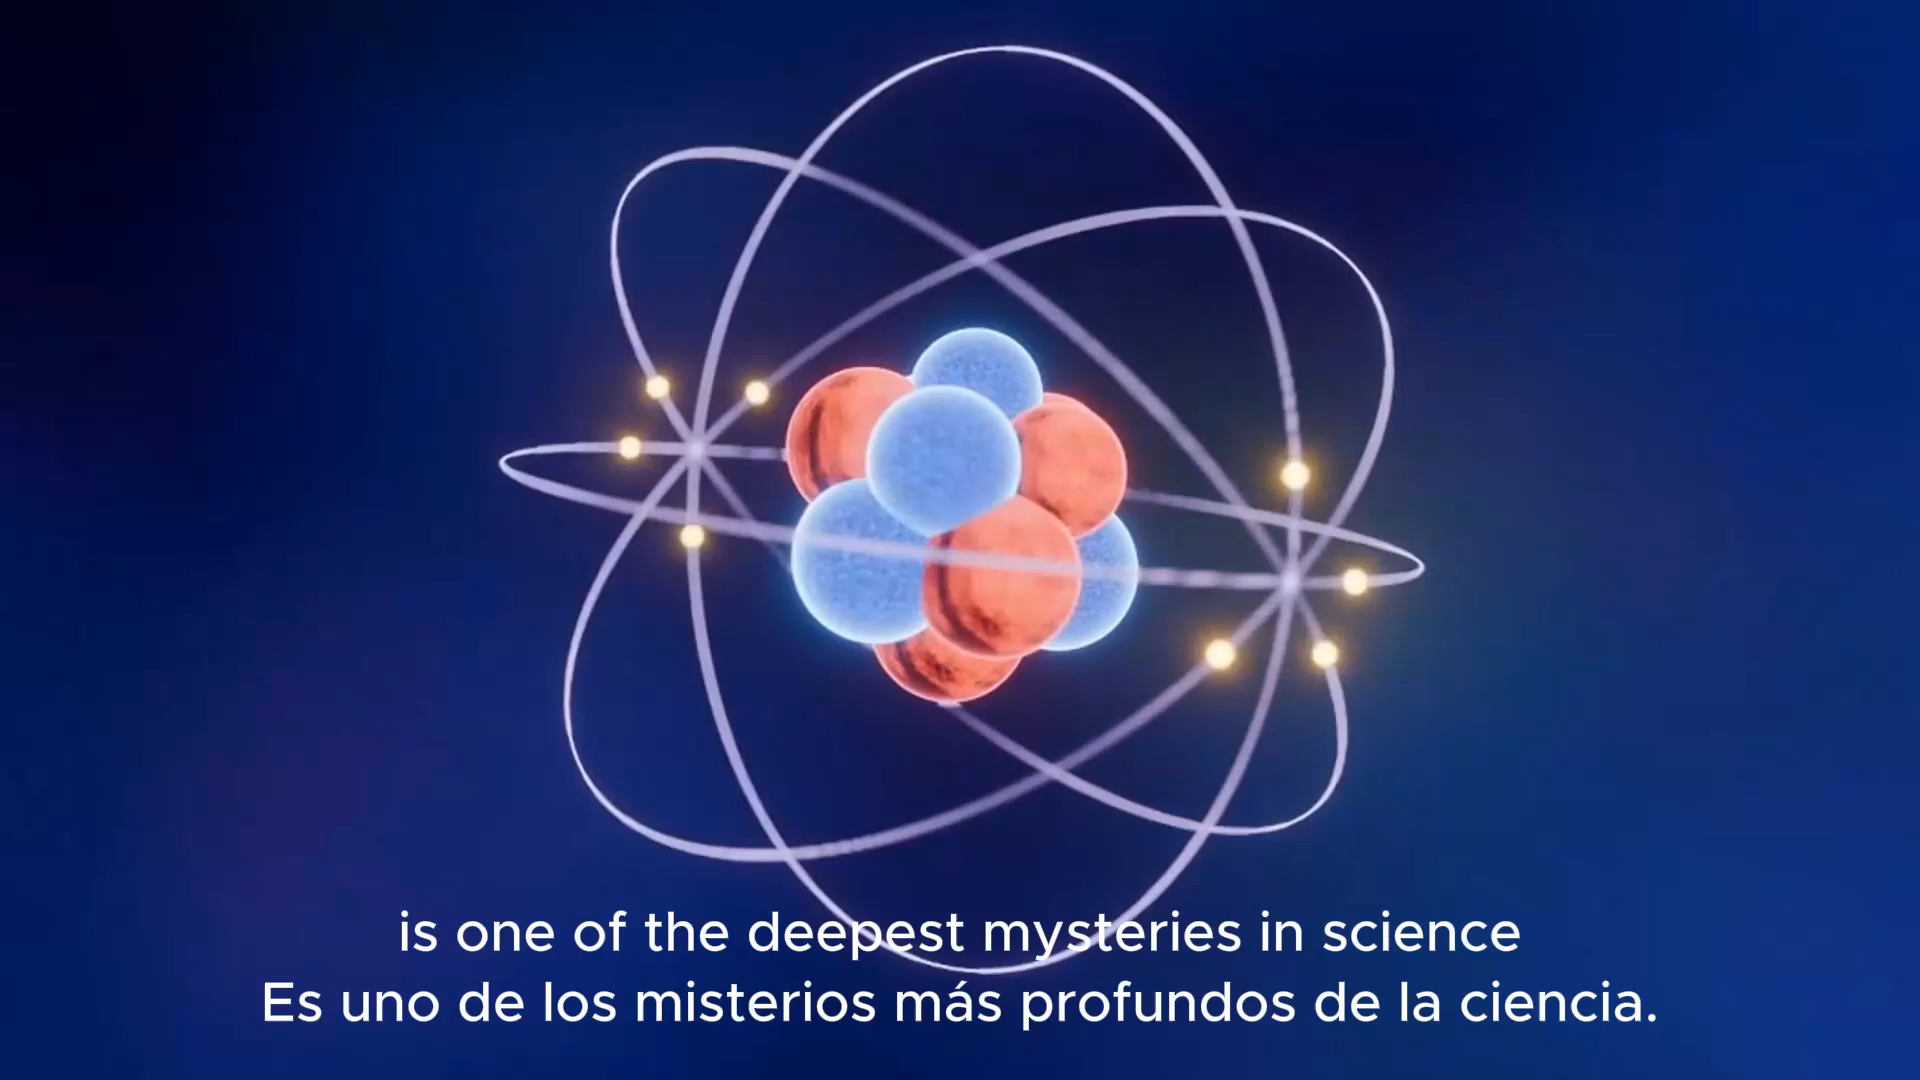 is one of the deepest mysteries in science
Es uno de los misterios más profundos de la ciencia.